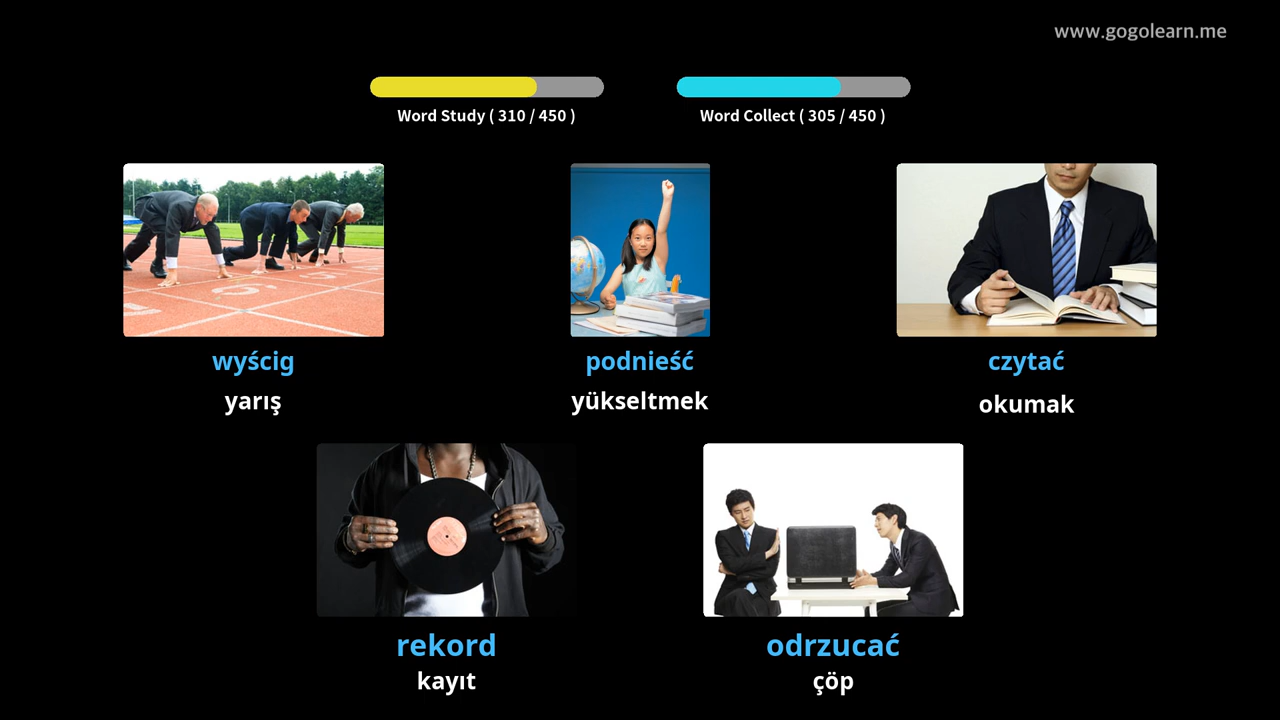 www.gogolearn.me
Word Study ( 310 / 450 )
Word Collect ( 305 / 450 )
wyścig
podnieść
czytać
yarış
yükseltmek
okumak
rekord
odrzucać
kayıt
çöp